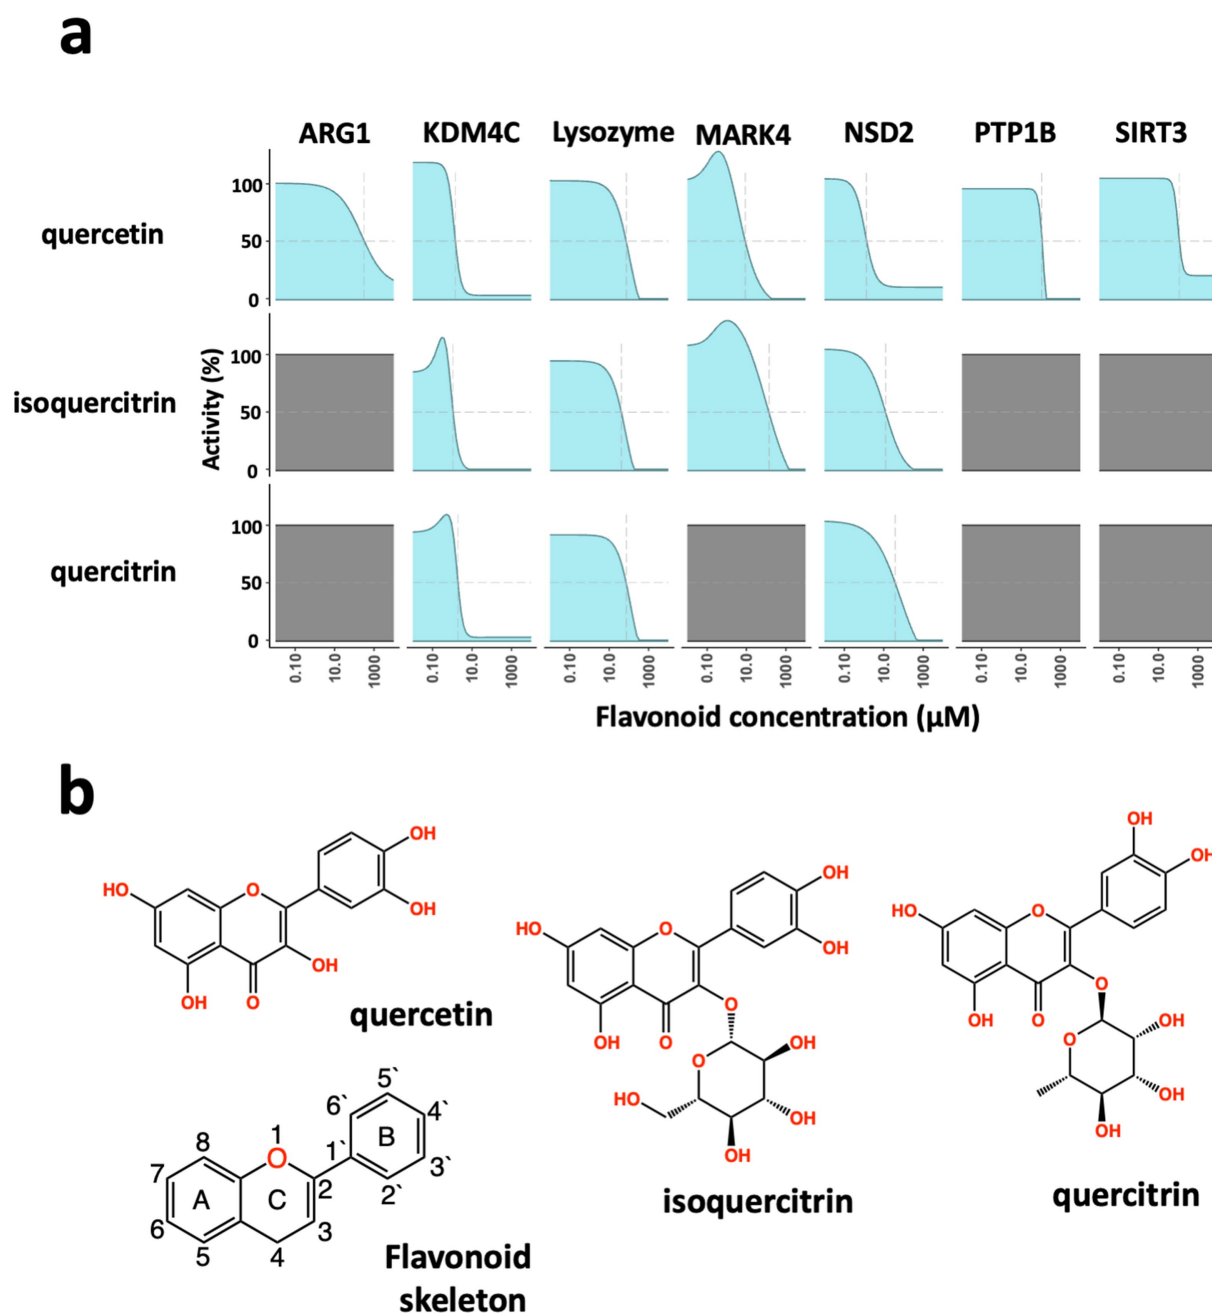 a
ARG1 KDM4C Lysozyme MARK4 NSD2 PTP1B SIRT3
quercetin
100
50
0
isoquercitrin
Activity (%)
100
50
0
quercitrin
100
50
0
0.10 10.0 1000 0.10 10.0 1000 0.10 10.0 1000 0.10 10.0 1000 0.10 10.0 1000 0.10 10.0 1000 0.10 10.0 1000
Flavonoid concentration (µM)
b
HO O OH OH OH OH O
quercetin
HO O OH OH OH O O O OH HO OH OH
isoquercitrin
HO O OH OH OH O O O OH OH OH
quercitrin
1 2 3 4 5 6 7 8 O A C B 1` 2` 3` 4` 5` 6`
Flavonoid
skeleton